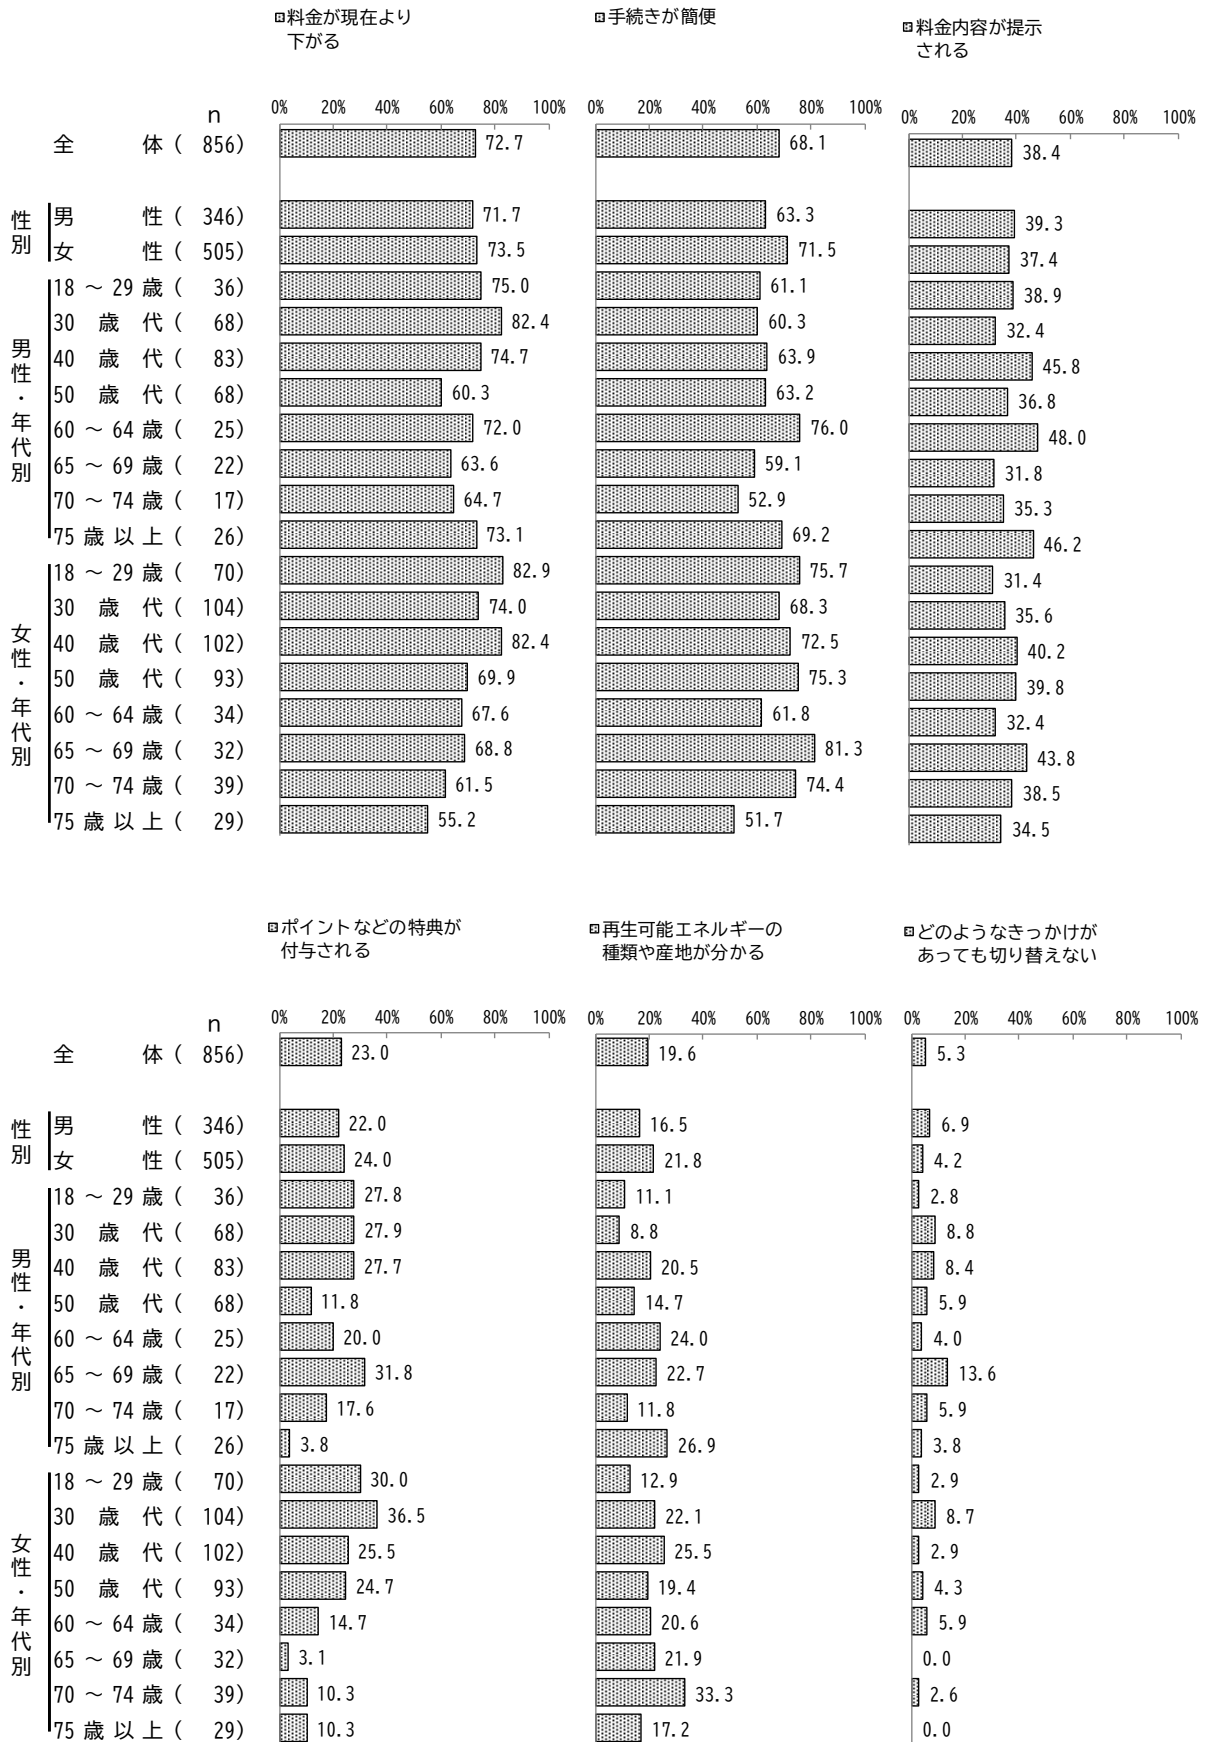 料金が現在より
下がる
手続きが簡便
料金内容が提示
される
n
0% 20% 40% 60% 80% 100%
0% 20% 40% 60% 80% 100%
0% 20% 40% 60% 80% 100%
全 体 ( 856) 72.7 68.1 38.4
性別
男 性 ( 346) 71.7 63.3 39.3
女 性 ( 505) 73.5 71.5 37.4
男性・年代別
18 ～ 29 歳 ( 36) 75.0 61.1 38.9
30 歳 代 ( 68) 82.4 60.3 32.4
40 歳 代 ( 83) 74.7 63.9 45.8
50 歳 代 ( 68) 60.3 63.2 36.8
60 ～ 64 歳 ( 25) 72.0 76.0 48.0
65 ～ 69 歳 ( 22) 63.6 59.1 31.8
70 ～ 74 歳 ( 17) 64.7 52.9 35.3
75 歳 以 上 ( 26) 73.1 69.2 46.2
女性・年代別
18 ～ 29 歳 ( 70) 82.9 75.7 31.4
30 歳 代 ( 104) 74.0 68.3 35.6
40 歳 代 ( 102) 82.4 72.5 40.2
50 歳 代 ( 93) 69.9 75.3 39.8
60 ～ 64 歳 ( 34) 67.6 61.8 32.4
65 ～ 69 歳 ( 32) 68.8 81.3 43.8
70 ～ 74 歳 ( 39) 61.5 74.4 38.5
75 歳 以 上 ( 29) 55.2 51.7 34.5
ポイントなどの特典が
付与される
再生可能エネルギーの
種類や産地が分かる
どのようなきっかけが
あっても切り替えない
n
0% 20% 40% 60% 80% 100%
0% 20% 40% 60% 80% 100%
0% 20% 40% 60% 80% 100%
全 体 ( 856) 23.0 19.6 5.3
性別
男 性 ( 346) 22.0 16.5 6.9
女 性 ( 505) 24.0 21.8 4.2
男性・年代別
18 ～ 29 歳 ( 36) 27.8 11.1 2.8
30 歳 代 ( 68) 27.9 8.8 8.8
40 歳 代 ( 83) 27.7 20.5 8.4
50 歳 代 ( 68) 11.8 14.7 5.9
60 ～ 64 歳 ( 25) 20.0 24.0 4.0
65 ～ 69 歳 ( 22) 31.8 22.7 13.6
70 ～ 74 歳 ( 17) 17.6 11.8 5.9
75 歳 以 上 ( 26) 3.8 26.9 3.8
女性・年代別
18 ～ 29 歳 ( 70) 30.0 12.9 2.9
30 歳 代 ( 104) 36.5 22.1 8.7
40 歳 代 ( 102) 25.5 25.5 2.9
50 歳 代 ( 93) 24.7 19.4 4.3
60 ～ 64 歳 ( 34) 14.7 20.6 5.9
65 ～ 69 歳 ( 32) 3.1 21.9 0.0
70 ～ 74 歳 ( 39) 10.3 33.3 2.6
75 歳 以 上 ( 29) 10.3 17.2 0.0